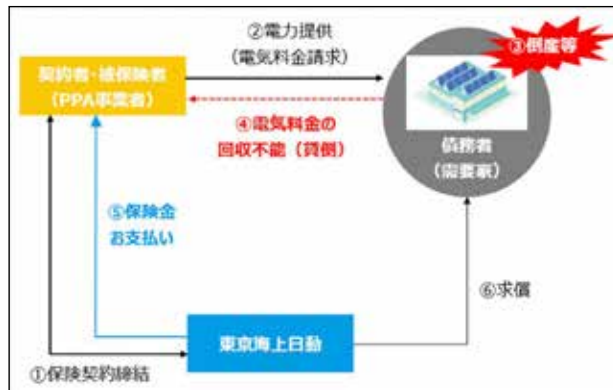 ②電力提供
(電気料金請求)
③倒産等
契約者・被保険者
(PPA事業者)
④電気料金の
回収不能(貸倒)
債務者
(需要家)
⑤保険金
お支払い
⑥求償
東京海上日動
①保険契約締結